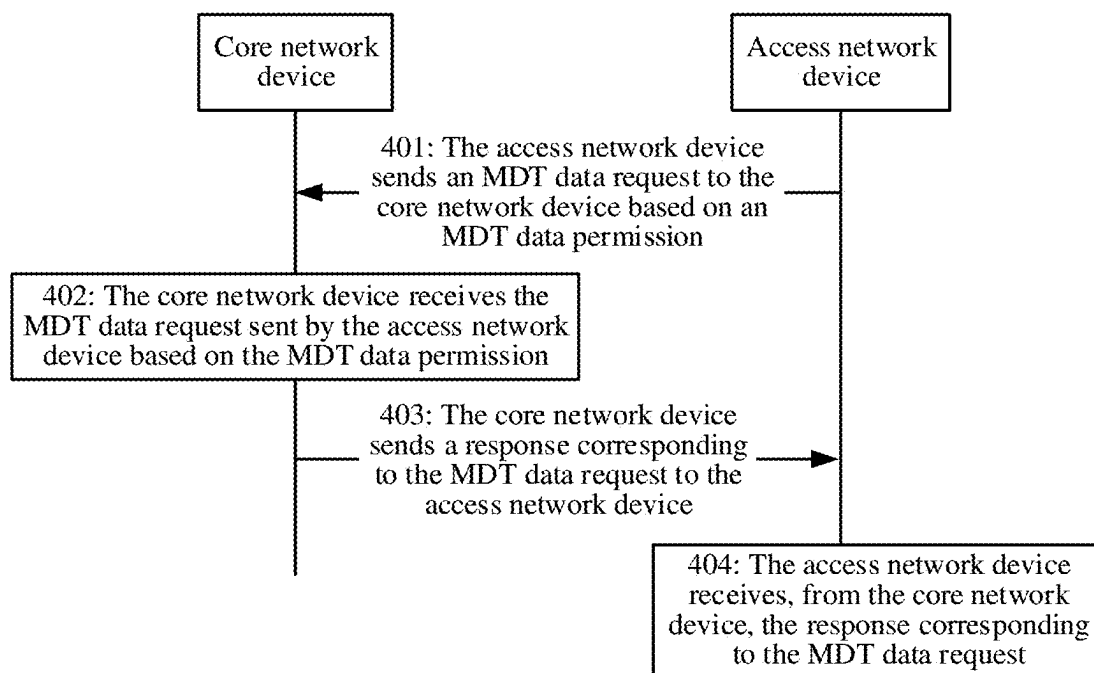 Core network
device
Access network
device
401: The access network device
sends an MDT data request to the
core network device based on an
MDT data permission
402: The core network device receives the
MDT data request sent by the access network
device based on the MDT data permission
403: The core network device
sends a response corresponding
to the MDT data request to the
access network device
404: The access network device
receives, from the core network
device, the response corresponding
to the MDT data request